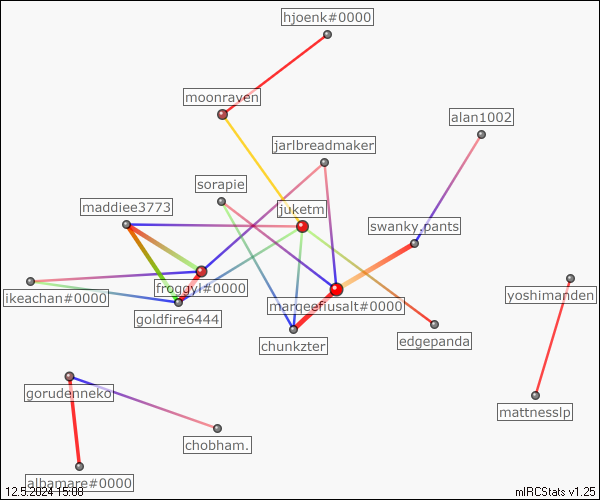 hjoenk#0000
moonraven
alan1002
jarlbreadmaker
sorapie
maddiee3773
juketm
swanky.pants
froggyl#0000
ikeachan#0000
yoshimanden
marqeefiusalt#0000
goldfire6444
edgepanda
chunkzter
gorudenneko
mattnesslp
chobham.
albamare#0000
12.5.2024 15:08
mIRCStats v1.25